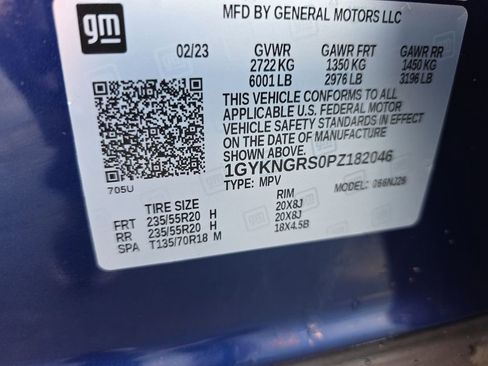 gm
MFD BY GENERAL MOTORS LLC
02/23 GVWR GAWR FRT GAWR RR
2722 KG 1350 KG 1450 KG
6001 LB 2976 LB 3196 LB
THIS VEHICLE CONFORMS TO ALL
APPLICABLE U.S. FEDERAL MOTOR
VEHICLE SAFETY STANDARDS IN EFFECT
ON THE DATE OF MANUFACTURE
SHOWN ABOVE.
1GYKNGRS0PZ182046
TYPE: MPV MODEL: 066NJ26
705U
TIRE SIZE RIM
FRT 235/55R20 H 20X8J
RR 235/55R20 H 20X8J
SPA T135/70R18 M 18X4.5B